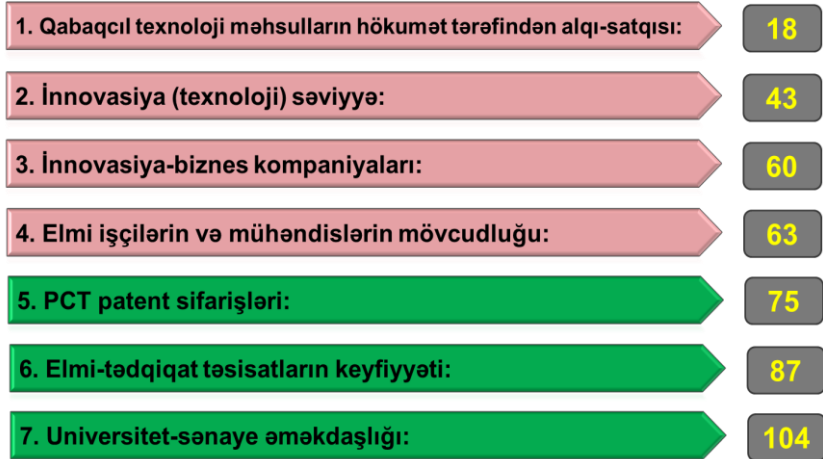 1. Qabaqcıl texnoloji məhsulların hökumət tərəfindən alqı-satqısı: 18
2. İnnovasiya (texnoloji) səviyyə: 43
3. İnnovasiya-biznes kompaniyaları: 60
4. Elmi işçilərin və mühəndislərin mövcudluğu: 63
5. PCT patent sifarişləri: 75
6. Elmi-tədqiqat təsisatların keyfiyyəti: 87
7. Universitet-sənaye əməkdaşlığı: 104